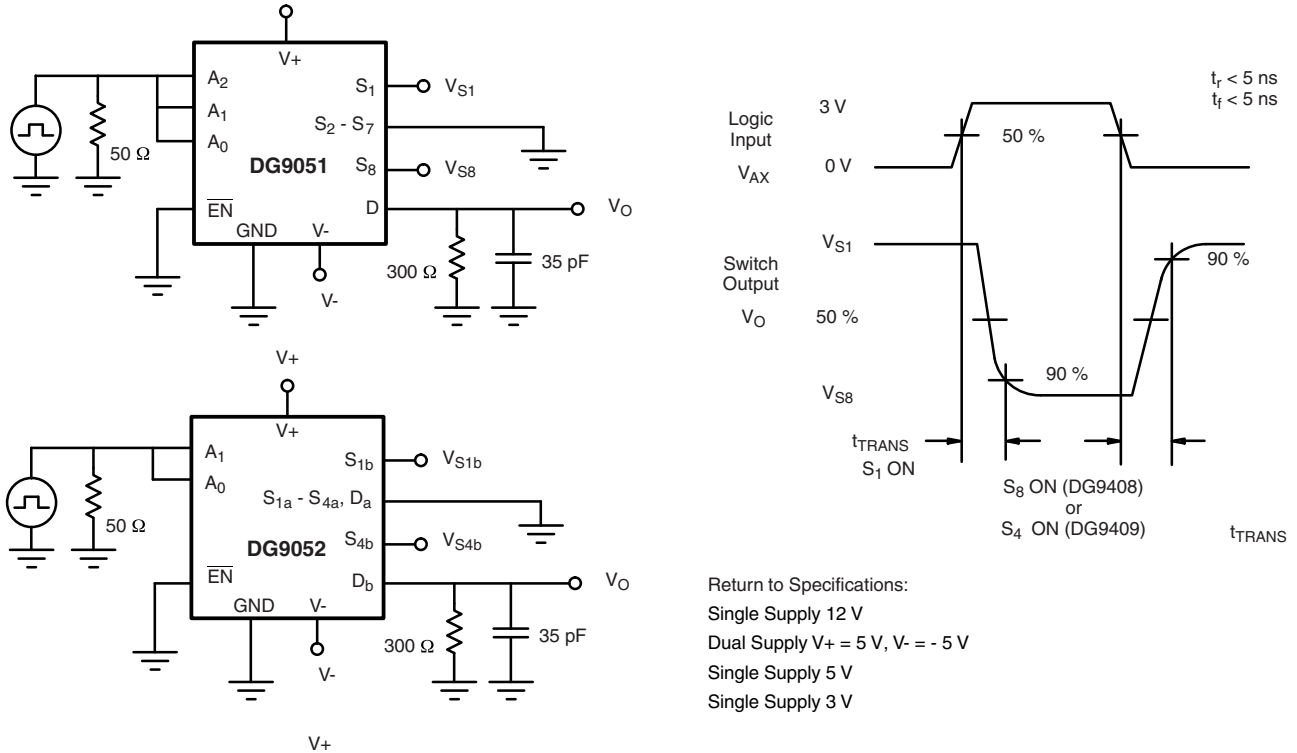 V+
A2
A1
A0
50 Ω
DG9051
S1
VS1
S2 - S7
S8
VS8
EN
D
VO
GND
V-
V-
300 Ω
35 pF
V+
V+
A1
A0
50 Ω
DG9052
S1b
VS1b
S1a - S4a, Da
S4b
VS4b
EN
Db
VO
GND
V-
V-
300 Ω
35 pF
V+
tr < 5 ns
tf < 5 ns
Logic
Input
VAX
3 V
50 %
0 V
VS1
Switch
Output
VO
50 %
90 %
90 %
VS8
tTRANS
S1 ON
S8 ON (DG9408)
or
S4 ON (DG9409)
tTRANS
Return to Specifications:
Single Supply 12 V
Dual Supply V+ = 5 V, V- = - 5 V
Single Supply 5 V
Single Supply 3 V